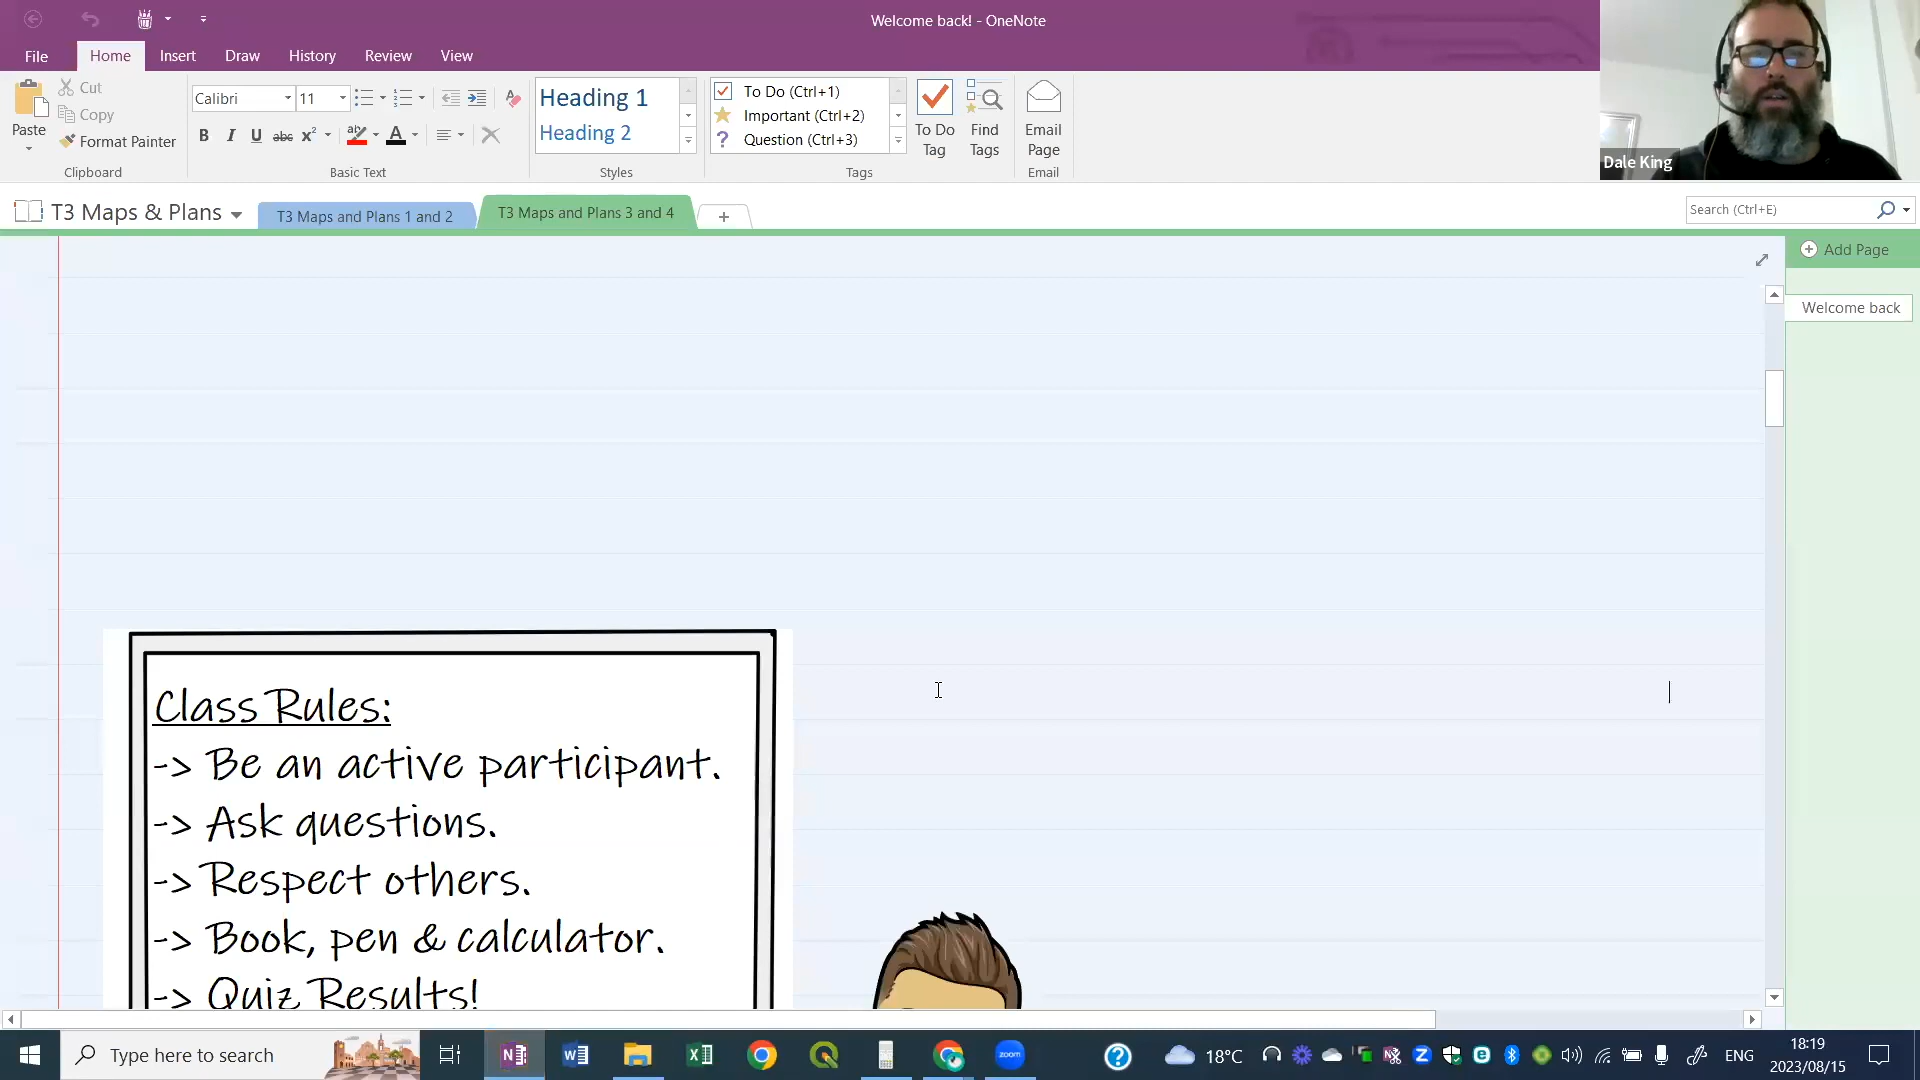 Welcome back! - OneNote
File Home Insert Draw History Review View
Paste
Cut
Copy
Format Painter
Clipboard
Calibri 11
B I U abc x² A
Basic Text
Heading 1
Heading 2
Styles
To Do (Ctrl+1)
Important (Ctrl+2)
Question (Ctrl+3)
Tags
To Do Tag
Find Tags
Email Page
Email
Dale King
T3 Maps & Plans
T3 Maps and Plans 1 and 2
T3 Maps and Plans 3 and 4
Search (Ctrl+E)
Add Page
Welcome back
Class Rules:
-> Be an active participant.
-> Ask questions.
-> Respect others.
-> Book, pen & calculator.
-> Quiz Results!
Type here to search
zoom
18°C
ENG
18:19
2023/08/15